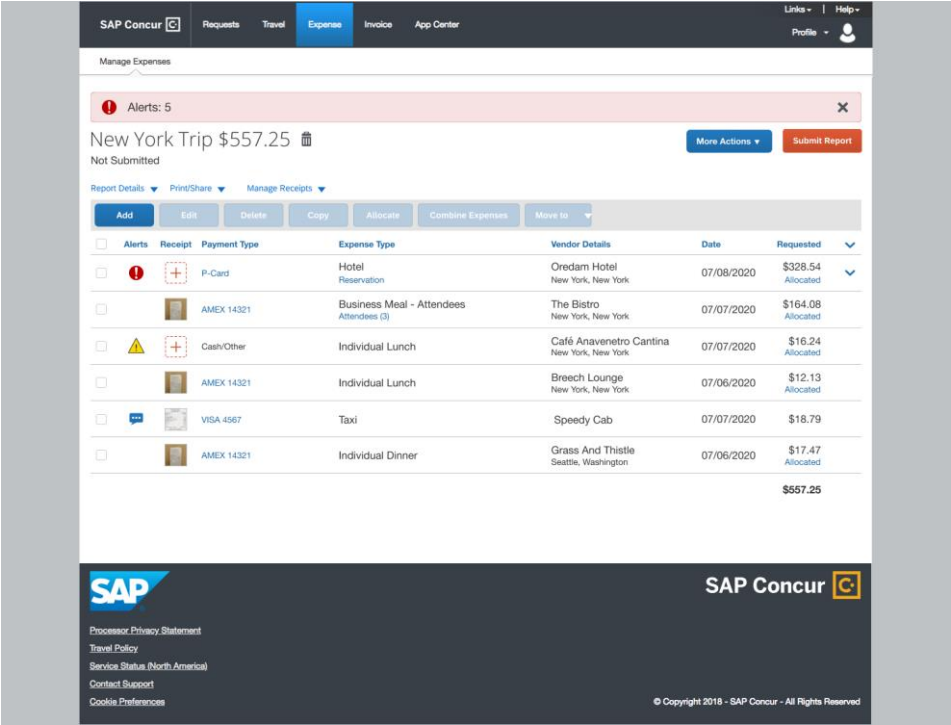 Links | Help
SAP Concur C Requests Travel Expense Invoice App Center
Profile
Manage Expenses
! Alerts: 5
New York Trip $557.25
More Actions Submit Report
Not Submitted
Report Details Print/Share Manage Receipts
Add Edit Delete Copy Allocate Combine Expenses Move to
Alerts Receipt Payment Type Expense Type Vendor Details Date Requested
P-Card Hotel Oredam Hotel 07/08/2020 $328.54
Reservation New York, New York Allocated
AMEX 14321 Business Meal - Attendees The Bistro 07/07/2020 $164.08
Attendees (3) New York, New York Allocated
Cash/Other Individual Lunch Café Anavenetro Cantina 07/07/2020 $16.24
New York, New York Allocated
AMEX 14321 Individual Lunch Breech Lounge 07/06/2020 $12.13
New York, New York Allocated
VISA 4567 Taxi Speedy Cab 07/07/2020 $18.79
AMEX 14321 Individual Dinner Grass And Thistle 07/06/2020 $17.47
Seattle, Washington Allocated
$557.25
SAP SAP Concur C
Processor Privacy Statement
Travel Policy
Service Status (North America)
Contact Support
Cookie Preferences © Copyright 2018 - SAP Concur - All Rights Reserved